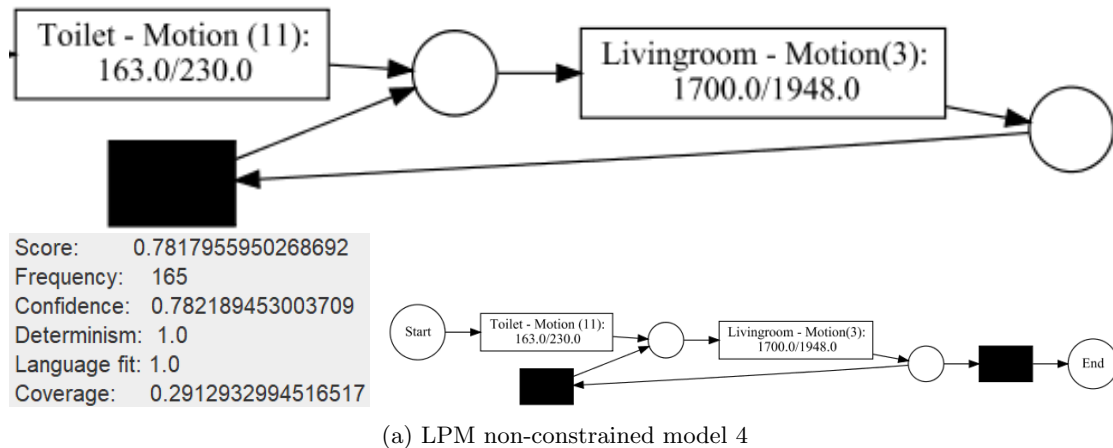 Toilet - Motion (11):
163.0/230.0
Livingroom - Motion(3):
1700.0/1948.0
Score: 0.7817955950268692
Frequency: 165
Confidence: 0.782189453003709
Determinism: 1.0
Language fit: 1.0
Coverage: 0.2912932994516517
Start
Toilet - Motion (11):
163.0/230.0
Livingroom - Motion(3):
1700.0/1948.0
End
(a) LPM non-constrained model 4